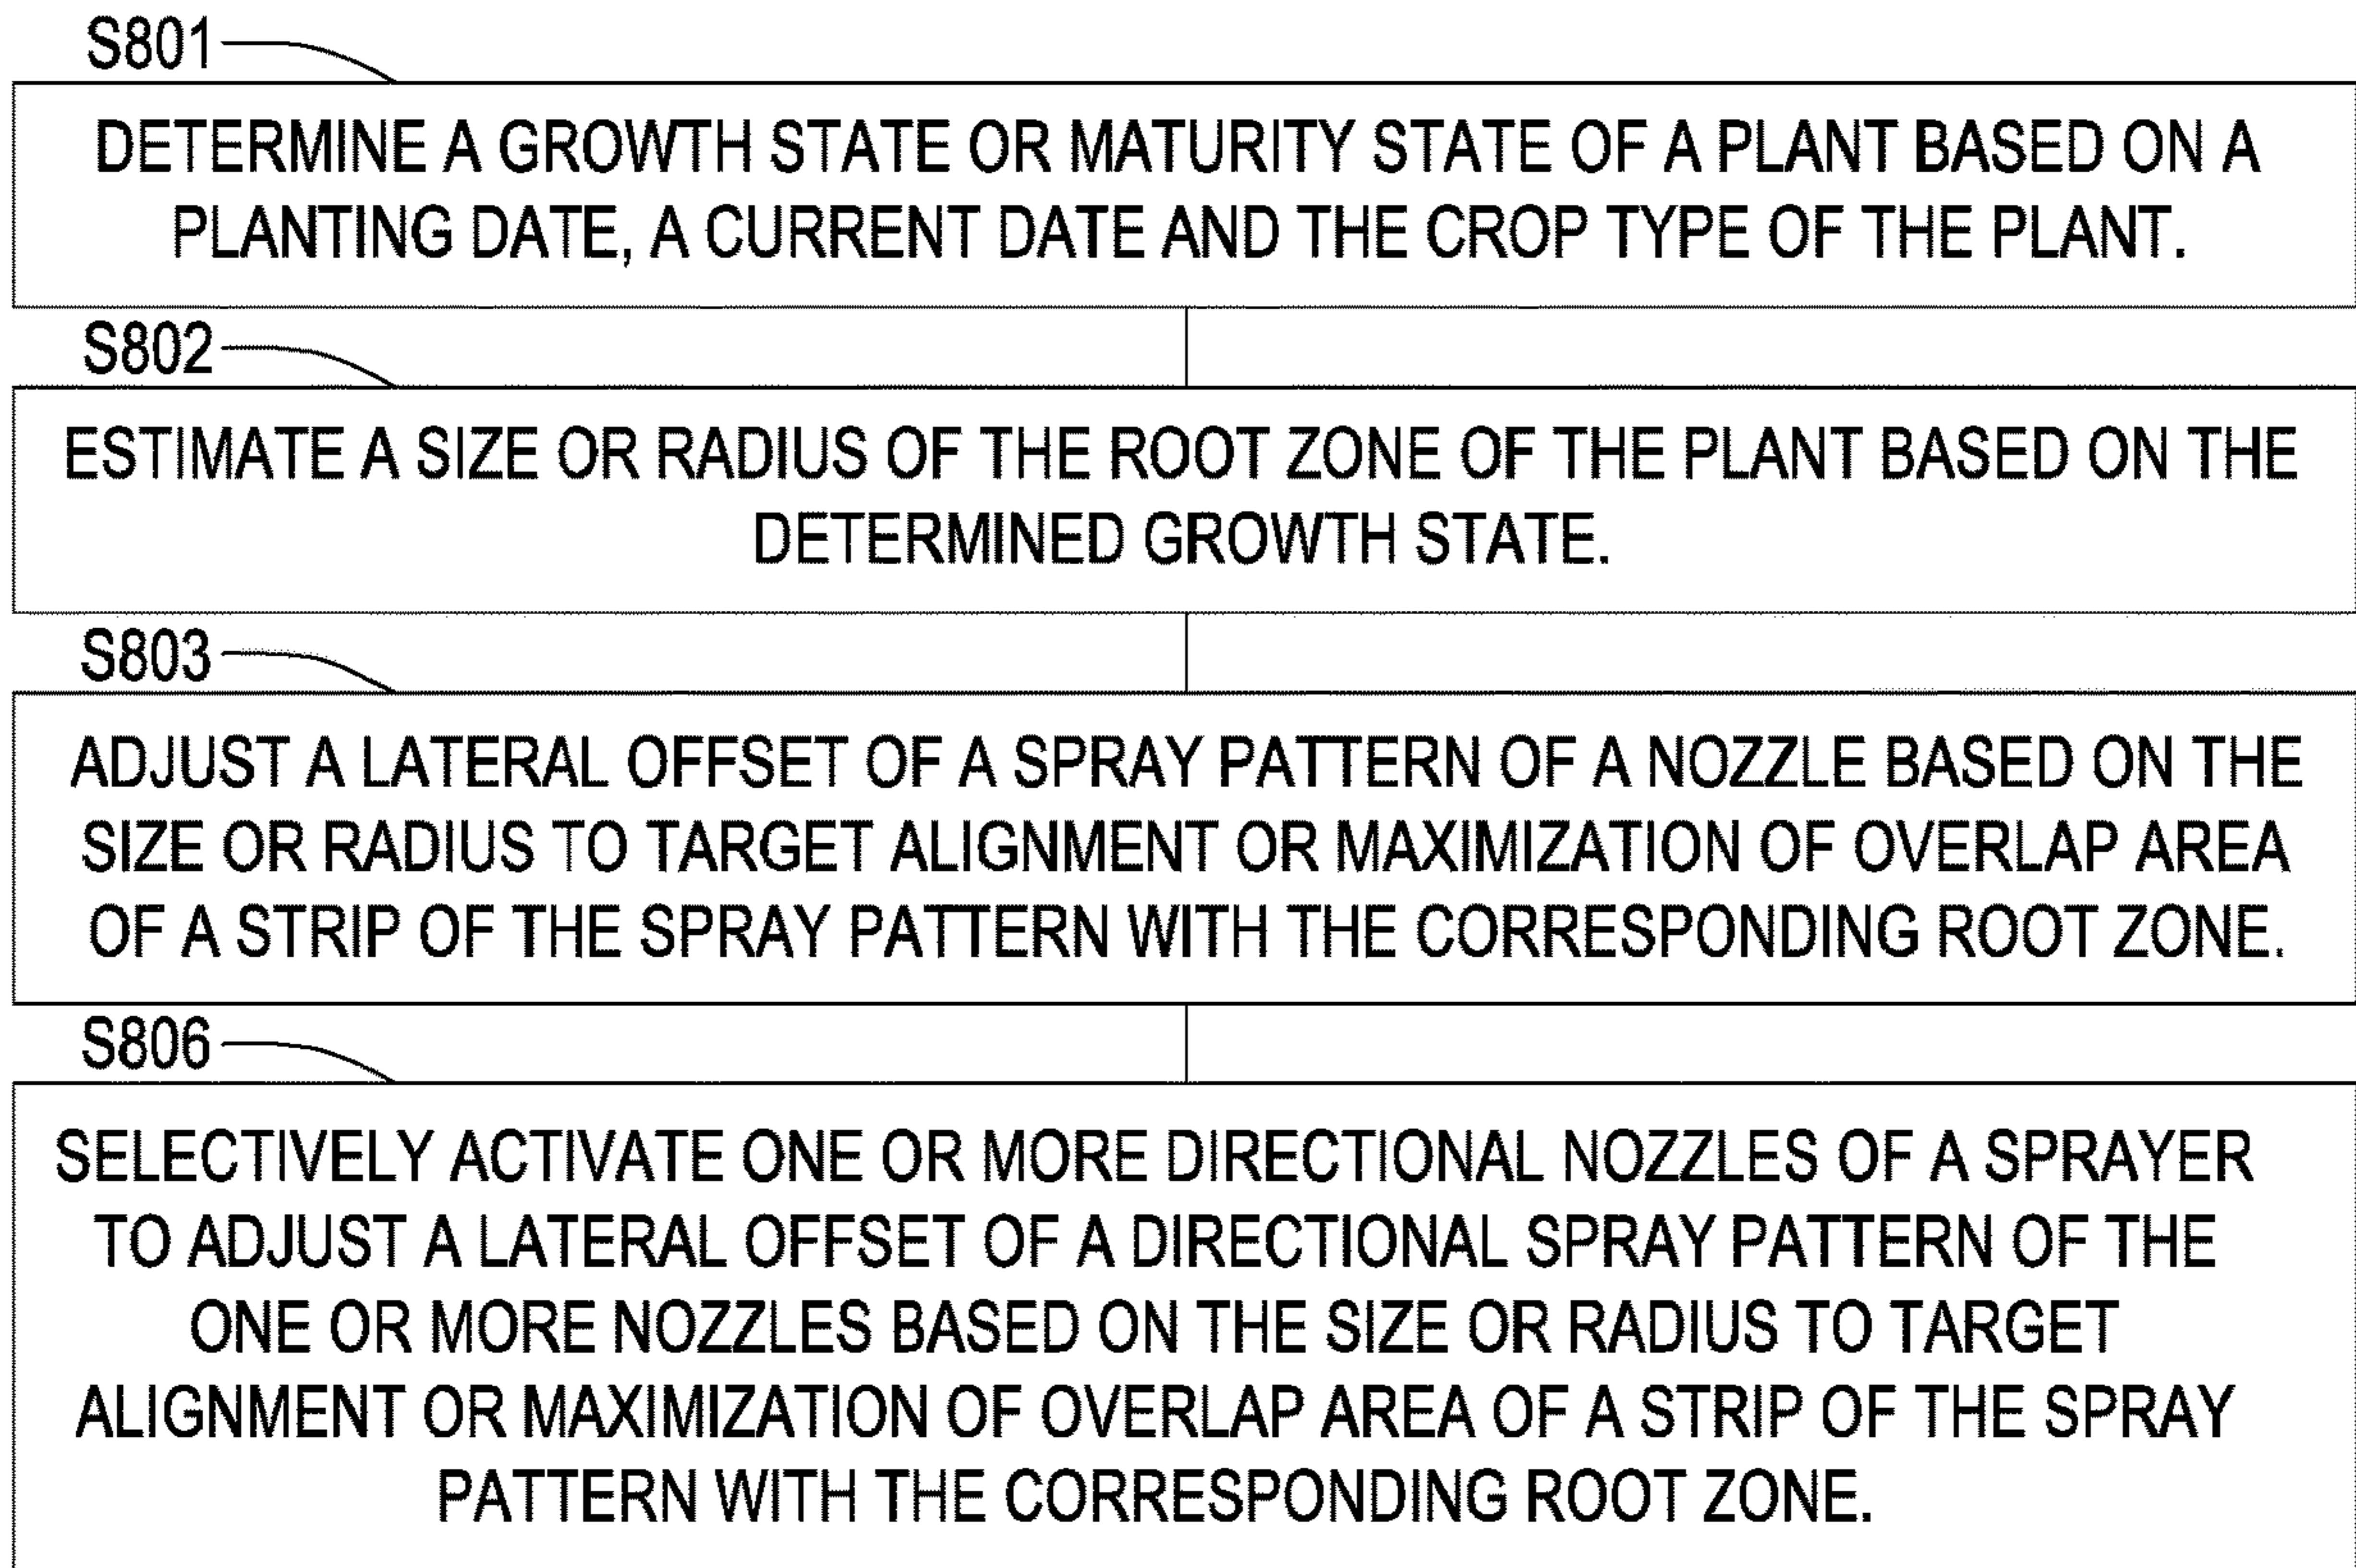 S801
DETERMINE A GROWTH STATE OR MATURITY STATE OF A PLANT BASED ON A
PLANTING DATE, A CURRENT DATE AND THE CROP TYPE OF THE PLANT.
S802
ESTIMATE A SIZE OR RADIUS OF THE ROOT ZONE OF THE PLANT BASED ON THE
DETERMINED GROWTH STATE.
S803
ADJUST A LATERAL OFFSET OF A SPRAY PATTERN OF A NOZZLE BASED ON THE
SIZE OR RADIUS TO TARGET ALIGNMENT OR MAXIMIZATION OF OVERLAP AREA
OF A STRIP OF THE SPRAY PATTERN WITH THE CORRESPONDING ROOT ZONE.
S806
SELECTIVELY ACTIVATE ONE OR MORE DIRECTIONAL NOZZLES OF A SPRAYER
TO ADJUST A LATERAL OFFSET OF A DIRECTIONAL SPRAY PATTERN OF THE
ONE OR MORE NOZZLES BASED ON THE SIZE OR RADIUS TO TARGET
ALIGNMENT OR MAXIMIZATION OF OVERLAP AREA OF A STRIP OF THE SPRAY
PATTERN WITH THE CORRESPONDING ROOT ZONE.